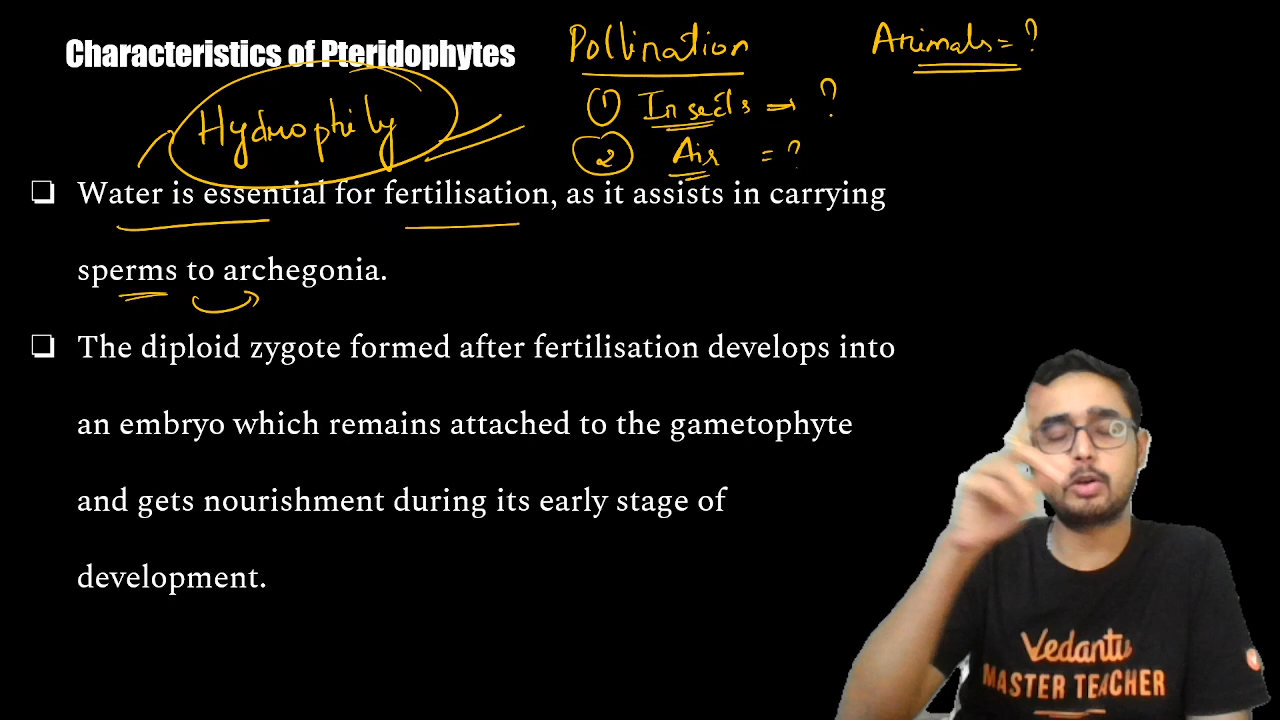 Characteristics of Pteridophytes
Pollination
Animals = ?
Hydrophily
① Insects → ?
② Air = ?
❑ Water is essential for fertilisation, as it assists in carrying
sperms to archegonia.
❑ The diploid zygote formed after fertilisation develops into
an embryo which remains attached to the gametophyte
and gets nourishment during its early stage of
development.
Vedantu
MASTER TEACHER